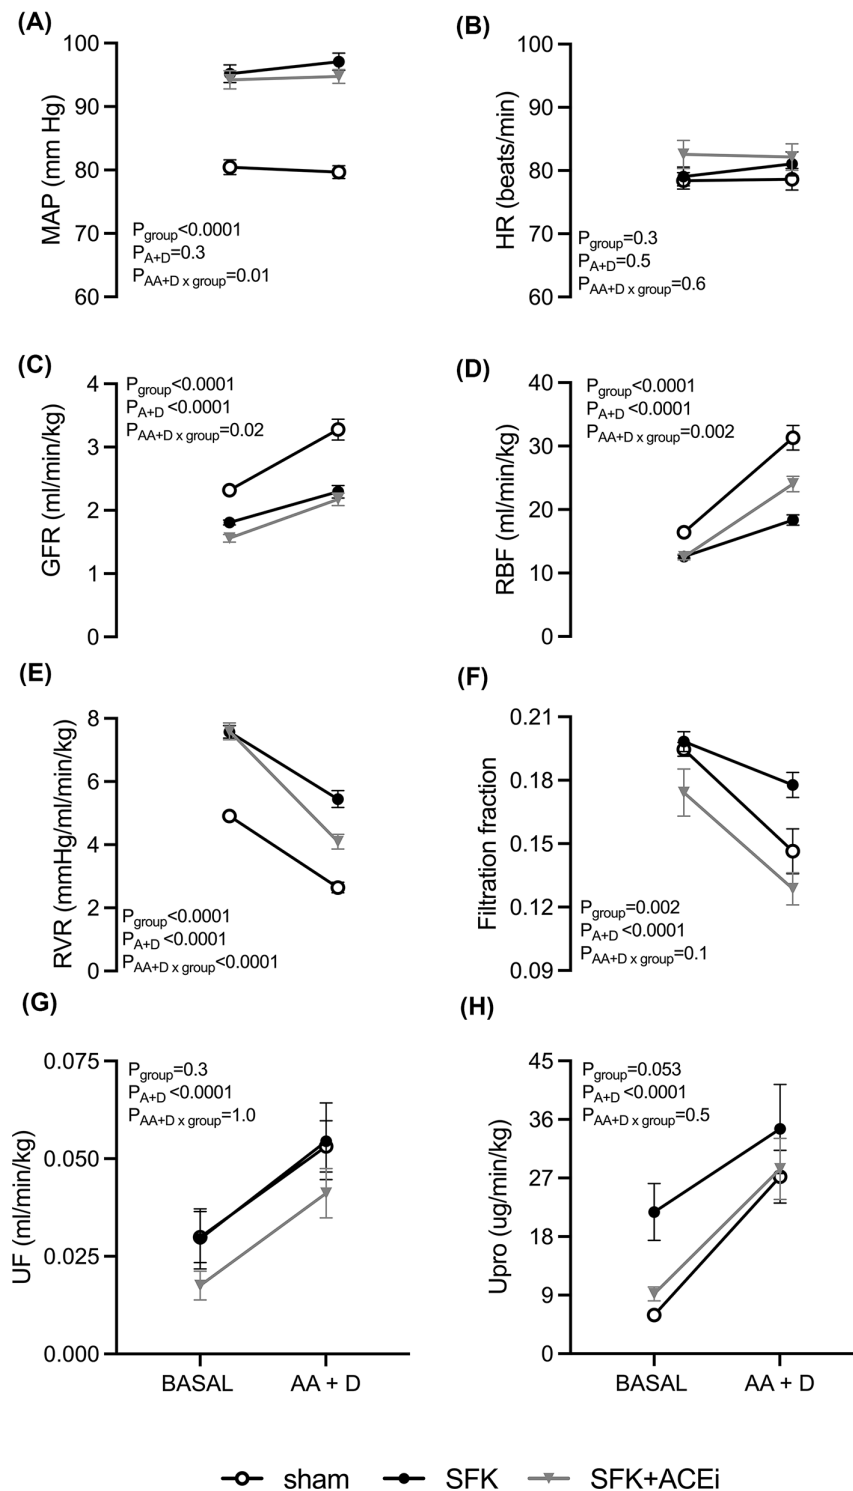 (A)
100
90
80
70
60
MAP (mm Hg)
Pgroup<0.0001
PA+D=0.3
PAA+D x group=0.01
(B)
100
90
80
70
60
HR (beats/min)
Pgroup=0.3
PA+D=0.5
PAA+D x group=0.6
(C)
4
3
2
1
0
GFR (ml/min/kg)
Pgroup<0.0001
PA+D <0.0001
PAA+D x group=0.02
(D)
40
30
20
10
0
RBF (ml/min/kg)
Pgroup<0.0001
PA+D <0.0001
PAA+D x group=0.002
(E)
8
6
4
2
0
RVR (mmHg/ml/min/kg)
Pgroup<0.0001
PA+D <0.0001
PAA+D x group<0.0001
(F)
0.21
0.18
0.15
0.12
0.09
Filtration fraction
Pgroup=0.002
PA+D <0.0001
PAA+D x group=0.1
(G)
0.075
0.050
0.025
0.000
UF (ml/min/kg)
Pgroup=0.3
PA+D <0.0001
PAA+D x group=1.0
BASAL
AA + D
(H)
45
36
27
18
9
0
Upro (ug/min/kg)
Pgroup=0.053
PA+D <0.0001
PAA+D x group=0.5
BASAL
AA + D
sham
SFK
SFK+ACEi